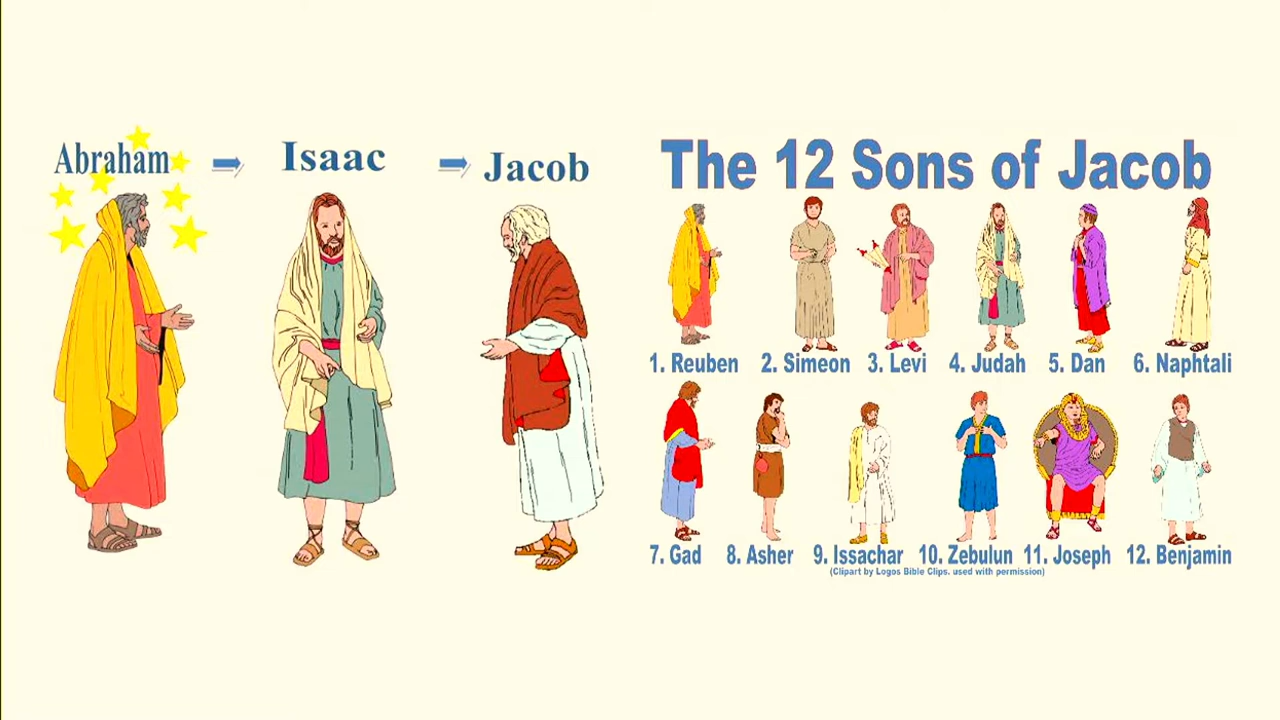 Abraham → Isaac → Jacob
The 12 Sons of Jacob
1. Reuben 2. Simeon 3. Levi 4. Judah 5. Dan 6. Naphtali
7. Gad 8. Asher 9. Issachar 10. Zebulun 11. Joseph 12. Benjamin
(Clipart by Logos Bible Clips. used with permission)